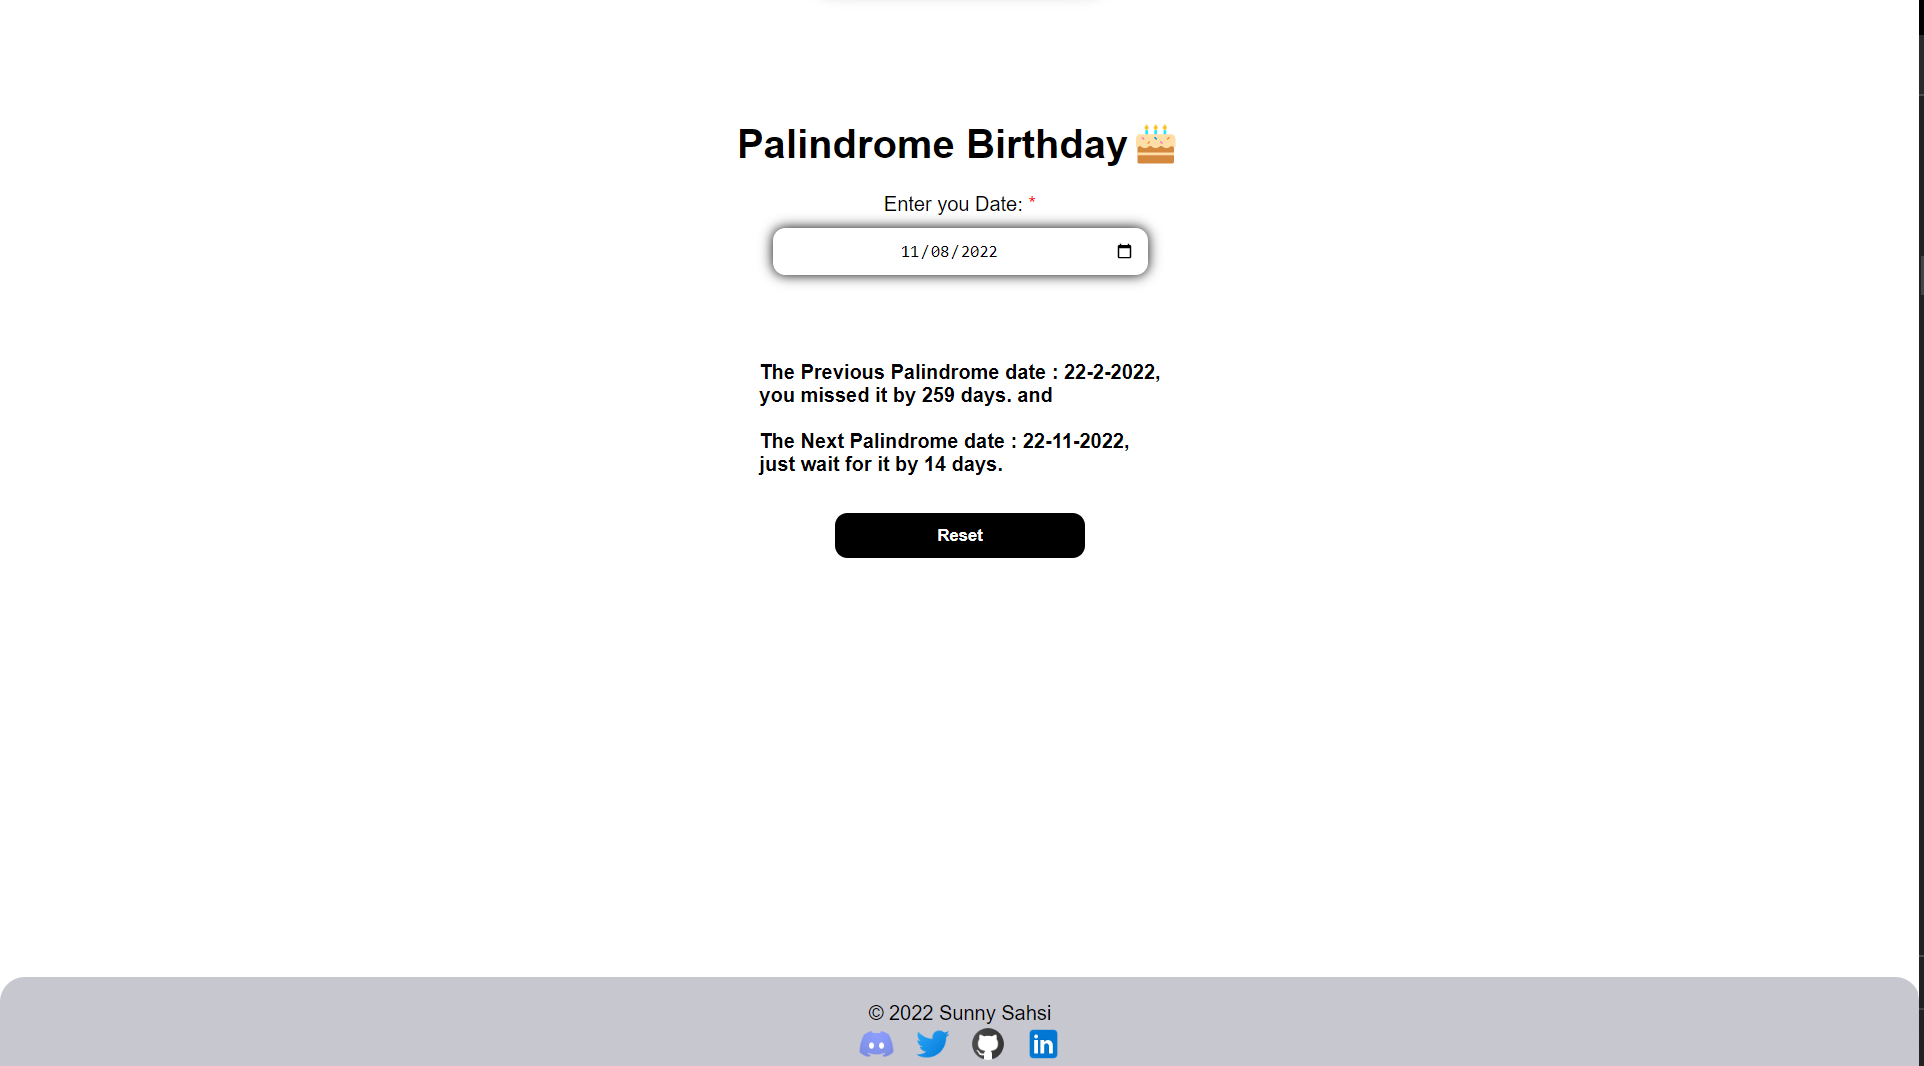 Palindrome Birthday
Enter you Date: *
11/08/2022
The Previous Palindrome date : 22-2-2022,
you missed it by 259 days. and
The Next Palindrome date : 22-11-2022,
just wait for it by 14 days.
Reset
© 2022 Sunny Sahsi
in